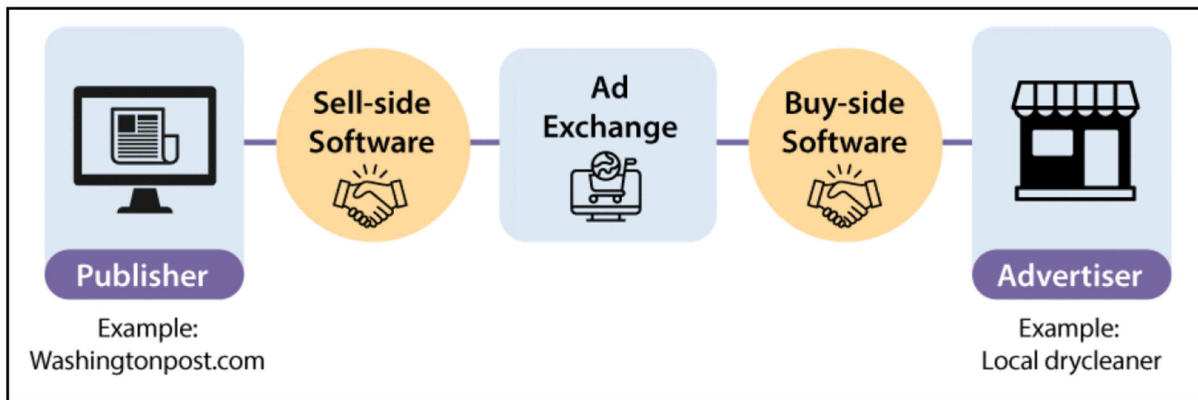 Sell-side
Software
Ad
Exchange
Buy-side
Software
Publisher
Advertiser
Example:
Washingtonpost.com
Example:
Local drycleaner